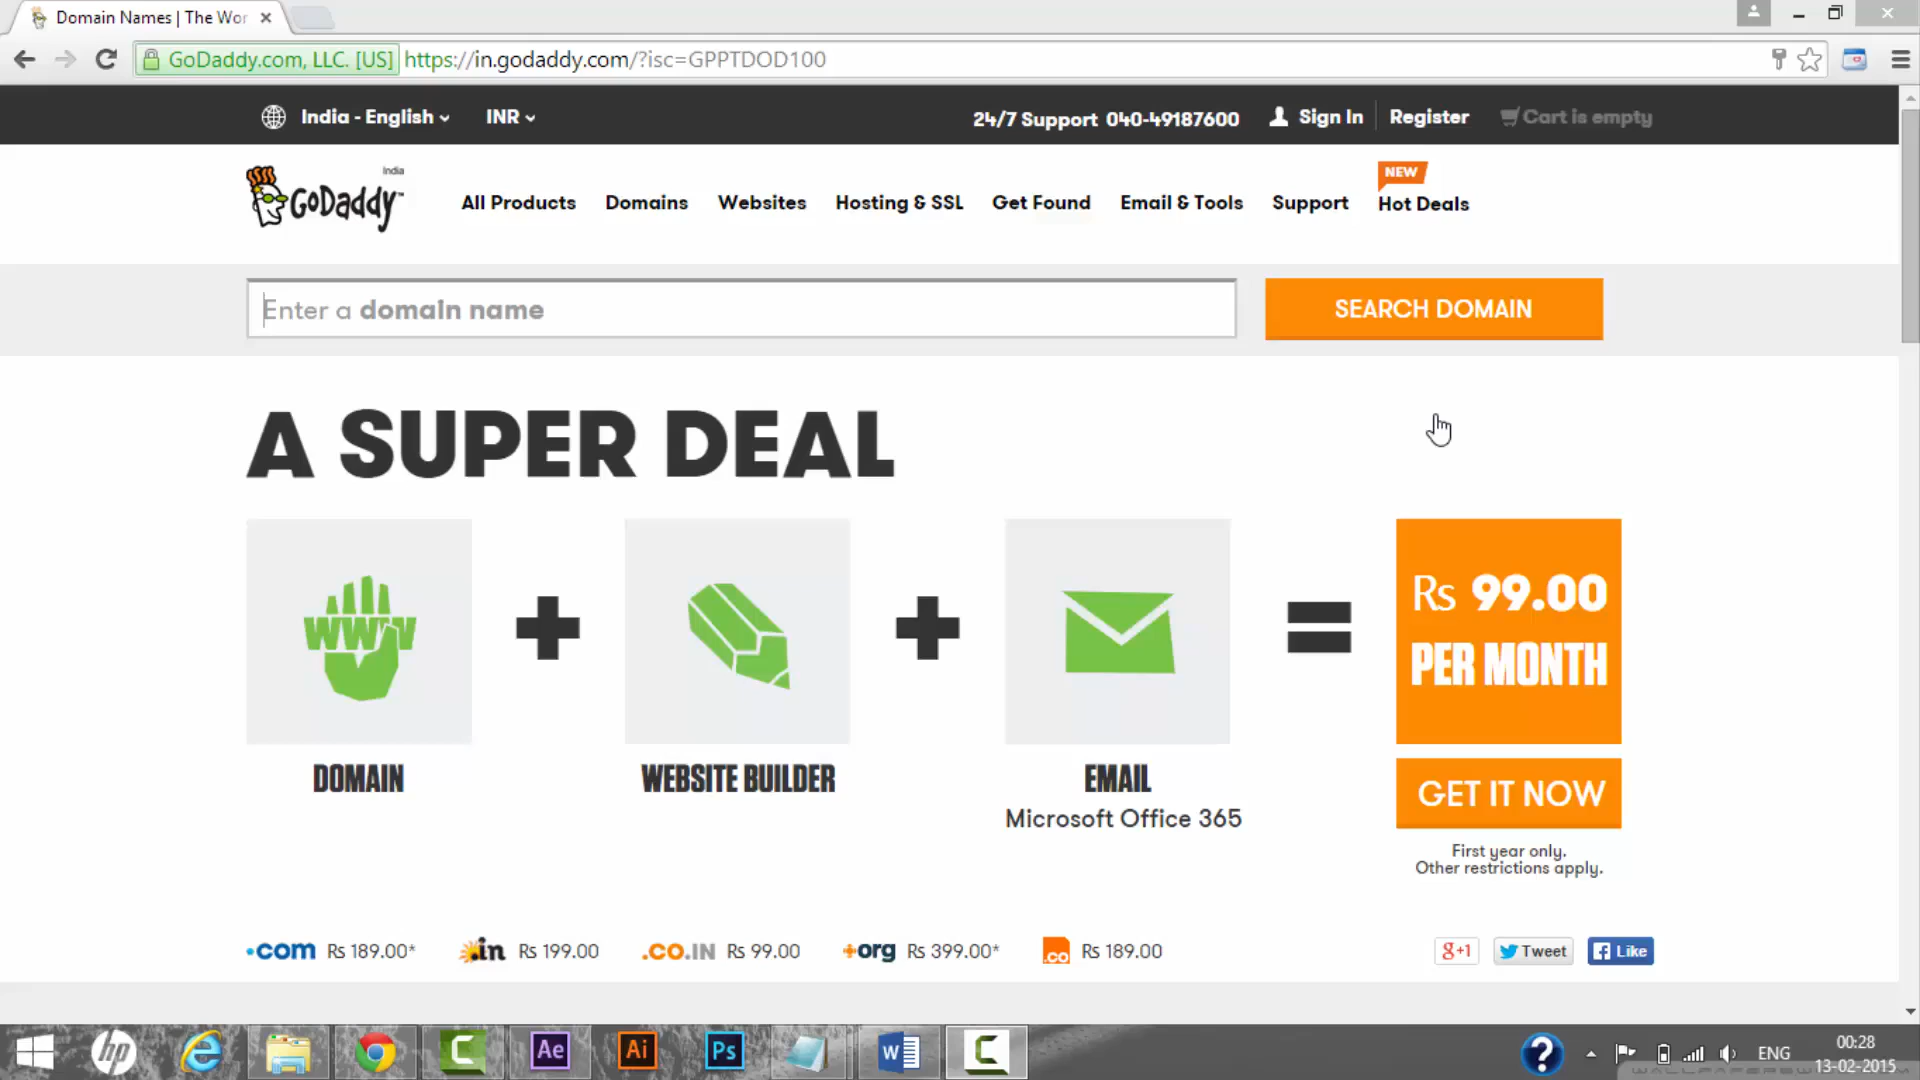 Domain Names | The Wor
GoDaddy.com, LLC. [US] https://in.godaddy.com/?isc=GPPTDOD100
India - English INR 24/7 Support 040-49187600 Sign In Register Cart is empty
India
GoDaddy™ All Products Domains Websites Hosting & SSL Get Found Email & Tools Support NEW Hot Deals
Enter a domain name SEARCH DOMAIN
A SUPER DEAL
WWW
Rs 99.00
PER MONTH
DOMAIN WEBSITE BUILDER EMAIL GET IT NOW
Microsoft Office 365
First year only.
Other restrictions apply.
.com Rs 189.00* .in Rs 199.00 .CO.IN Rs 99.00 .org Rs 399.00* .co Rs 189.00 g+1 Tweet Like
hp C Ae Ai Ps W C ? ENG 00:28
13-02-2015